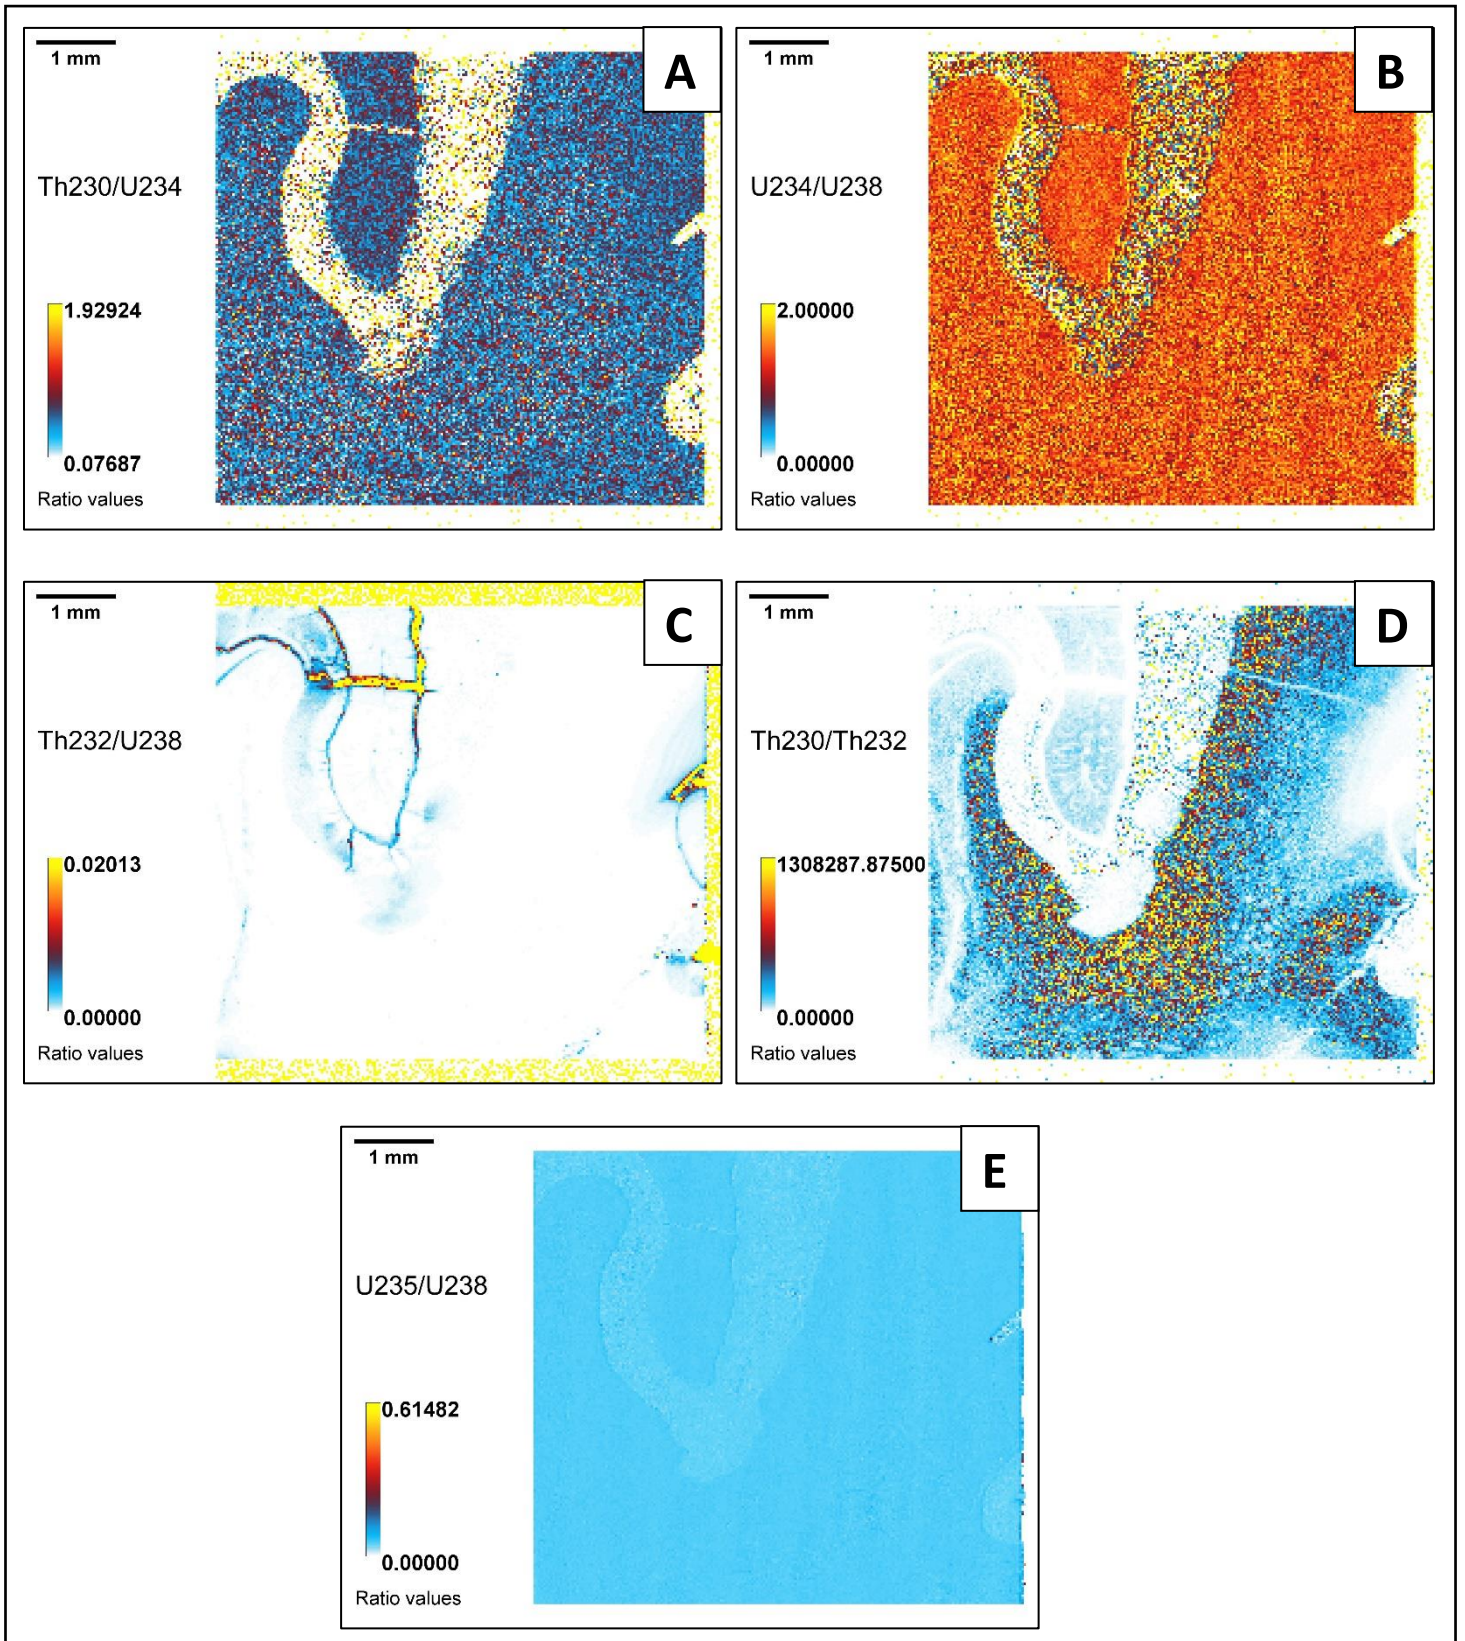 1 mm
A
Th230/U234
1.92924
0.07687
Ratio values
1 mm
B
U234/U238
2.00000
0.00000
Ratio values
1 mm
C
Th232/U238
0.02013
0.00000
Ratio values
1 mm
D
Th230/Th232
1308287.87500
0.00000
Ratio values
1 mm
E
U235/U238
0.61482
0.00000
Ratio values